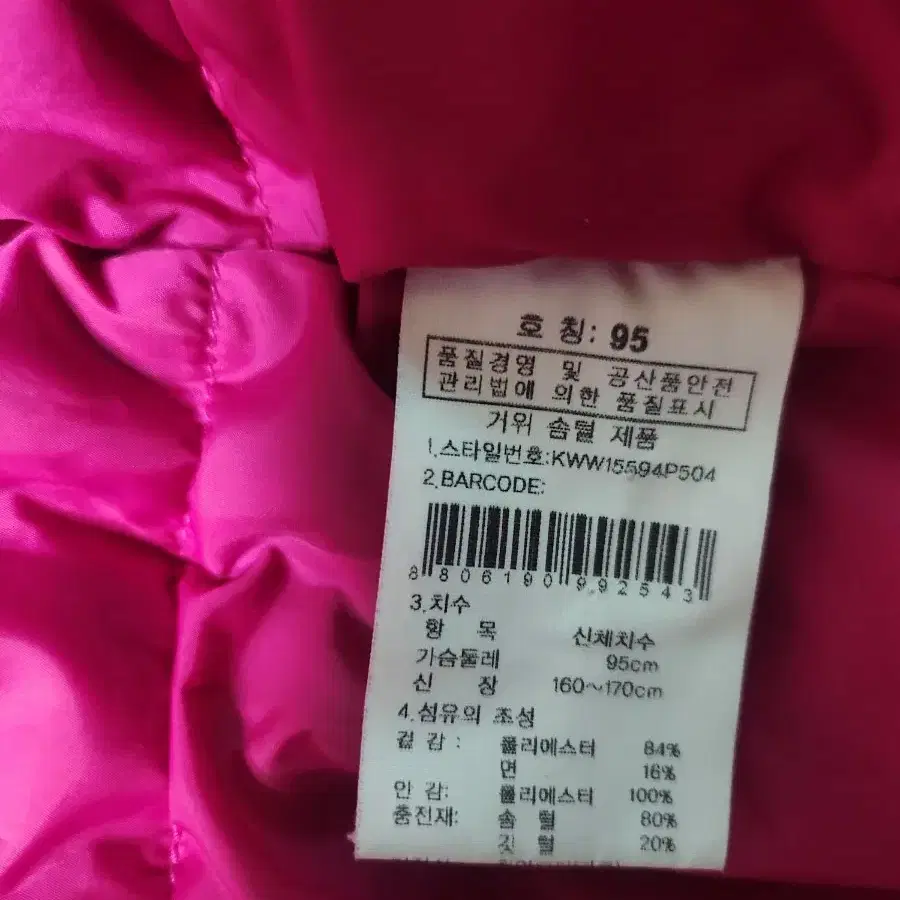 호 칭: 95
품질경영 및 공산품안전
관리법에 의한 품질표시
거위 솜털 제품
1.스타일번호:KWW15594P504
2.BARCODE:
8 806190 992543
3.치수
항 목 신체치수
가슴둘레 95cm
신 장 160~170cm
4.섬유의 조성
겉 감 : 폴리에스터 84%
면 16%
안 감: 폴리에스터 100%
충전재: 솜 털 80%
깃 털 20%